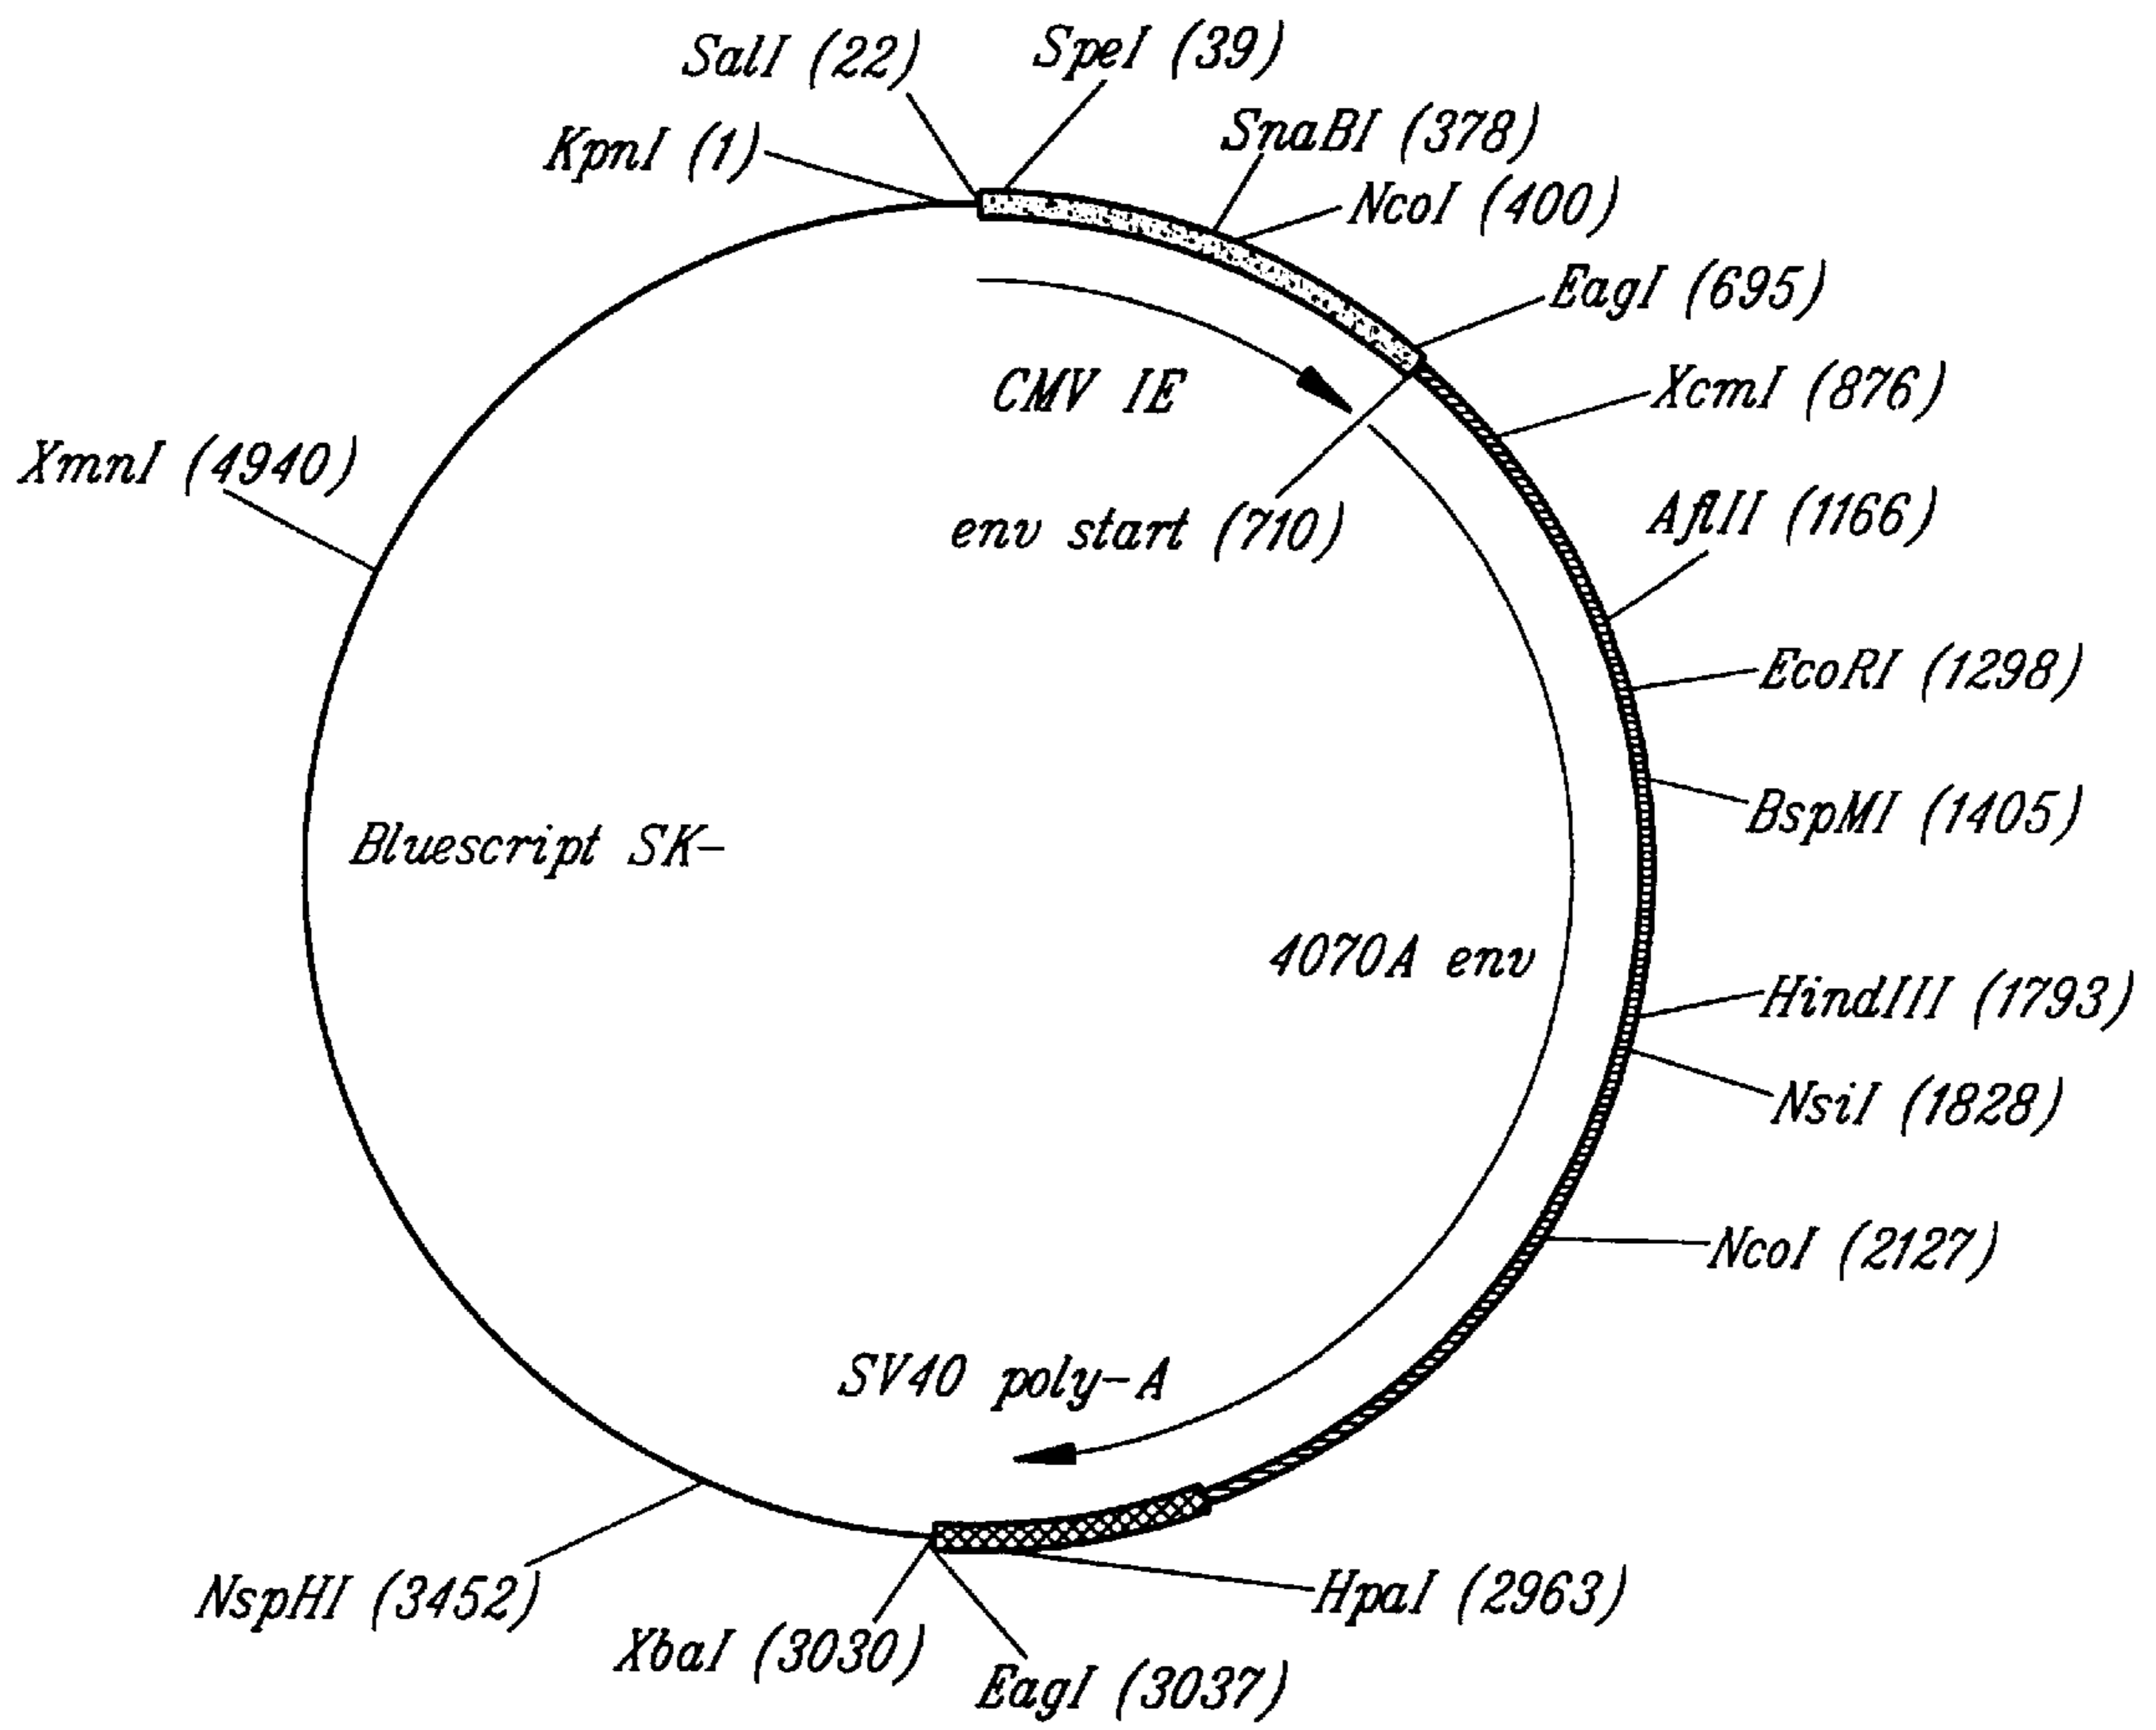 SalI (22)
SpeI (39)
KpnI (1)
SnaBI (378)
NcoI (400)
EagI (695)
XcmI (876)
CMV IE
XmnI (4940)
env start (710)
AflII (1166)
EcoRI (1298)
BspMI (1405)
Bluescript SK-
4070A env
HindIII (1793)
NsiI (1828)
NcoI (2127)
SV40 poly-A
NspHI (3452)
HpaI (2963)
XbaI (3030)
EagI (3037)